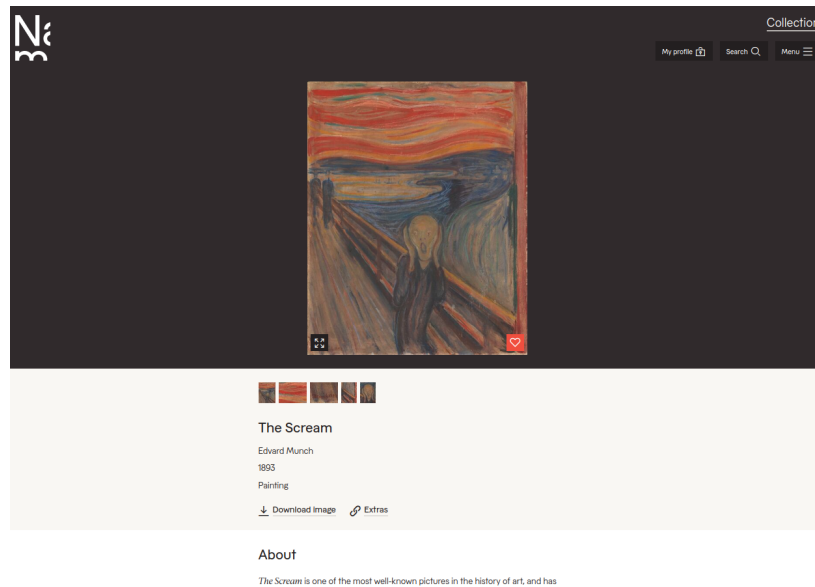 Na
m
Collection
My profile
Search
Menu
The Scream
Edvard Munch
1893
Painting
Download Image
Extras
About
The Scream is one of the most well-known pictures in the history of art, and has